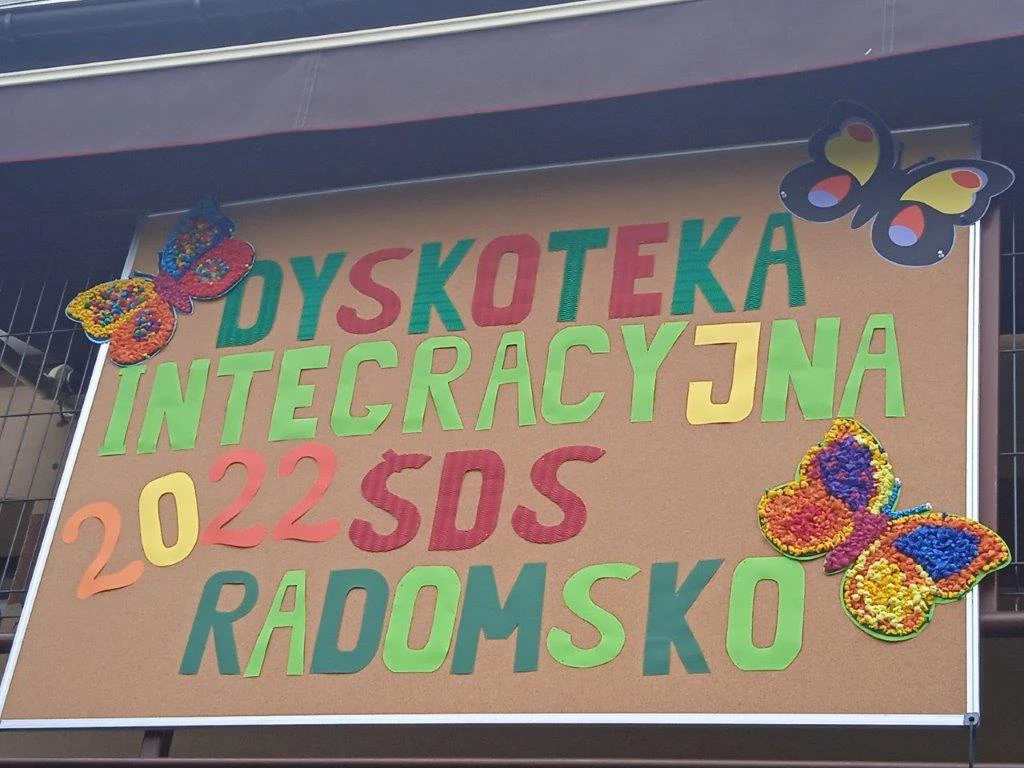 DYSKOTEKA
INTEGRACYJNA
2022 SDS
RADOMSKO